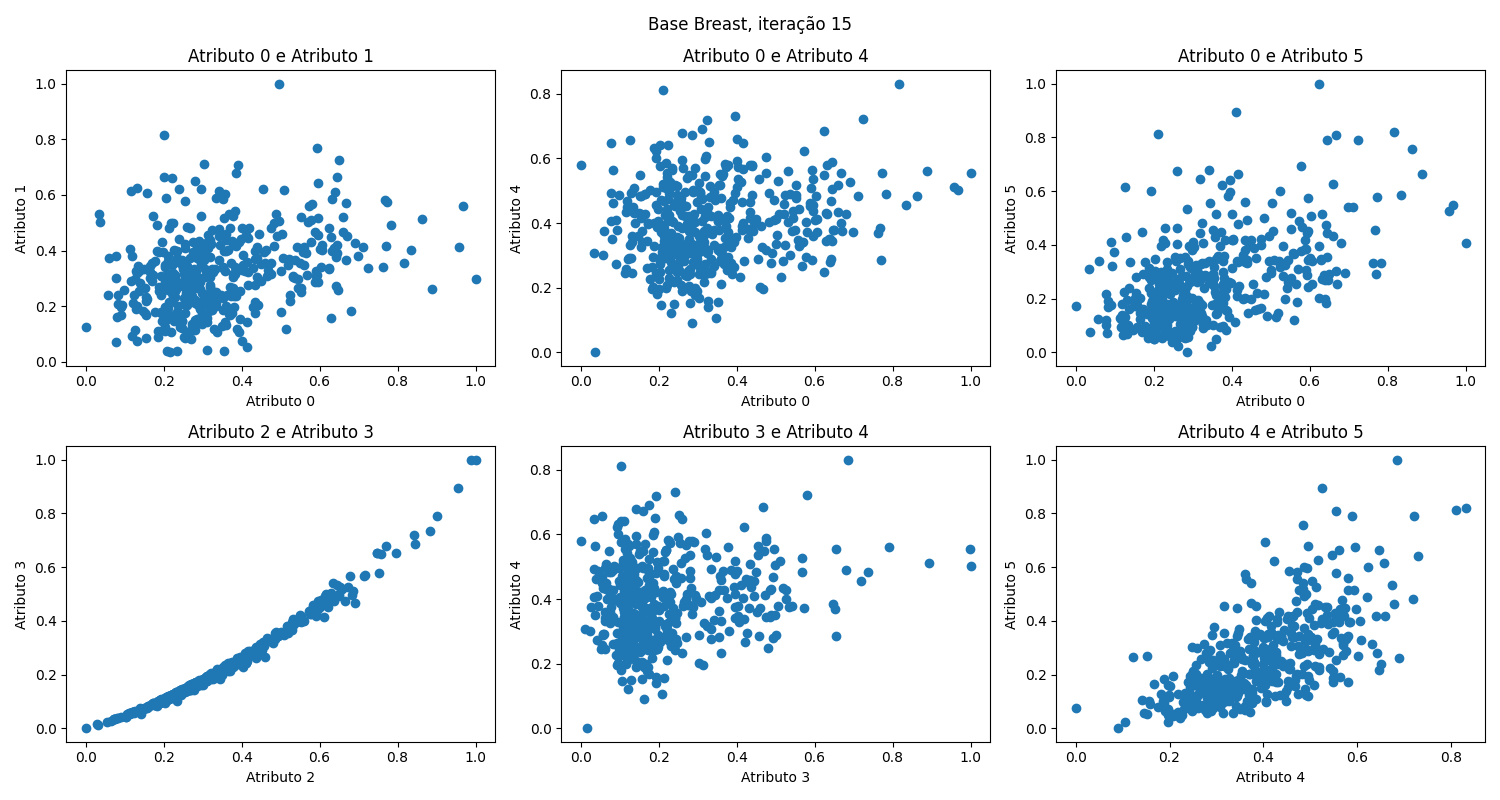 Base Breast, iteração 15
Atributo 0 e Atributo 1
Atributo 1
1.0
0.8
0.6
0.4
0.2
0.0
0.0 0.2 0.4 0.6 0.8 1.0
Atributo 0
Atributo 0 e Atributo 4
Atributo 4
0.8
0.6
0.4
0.2
0.0
0.0 0.2 0.4 0.6 0.8 1.0
Atributo 0
Atributo 0 e Atributo 5
Atributo 5
1.0
0.8
0.6
0.4
0.2
0.0
0.0 0.2 0.4 0.6 0.8 1.0
Atributo 0
Atributo 2 e Atributo 3
Atributo 3
1.0
0.8
0.6
0.4
0.2
0.0
0.0 0.2 0.4 0.6 0.8 1.0
Atributo 2
Atributo 3 e Atributo 4
Atributo 4
0.8
0.6
0.4
0.2
0.0
0.0 0.2 0.4 0.6 0.8 1.0
Atributo 3
Atributo 4 e Atributo 5
Atributo 5
1.0
0.8
0.6
0.4
0.2
0.0
0.0 0.2 0.4 0.6 0.8
Atributo 4